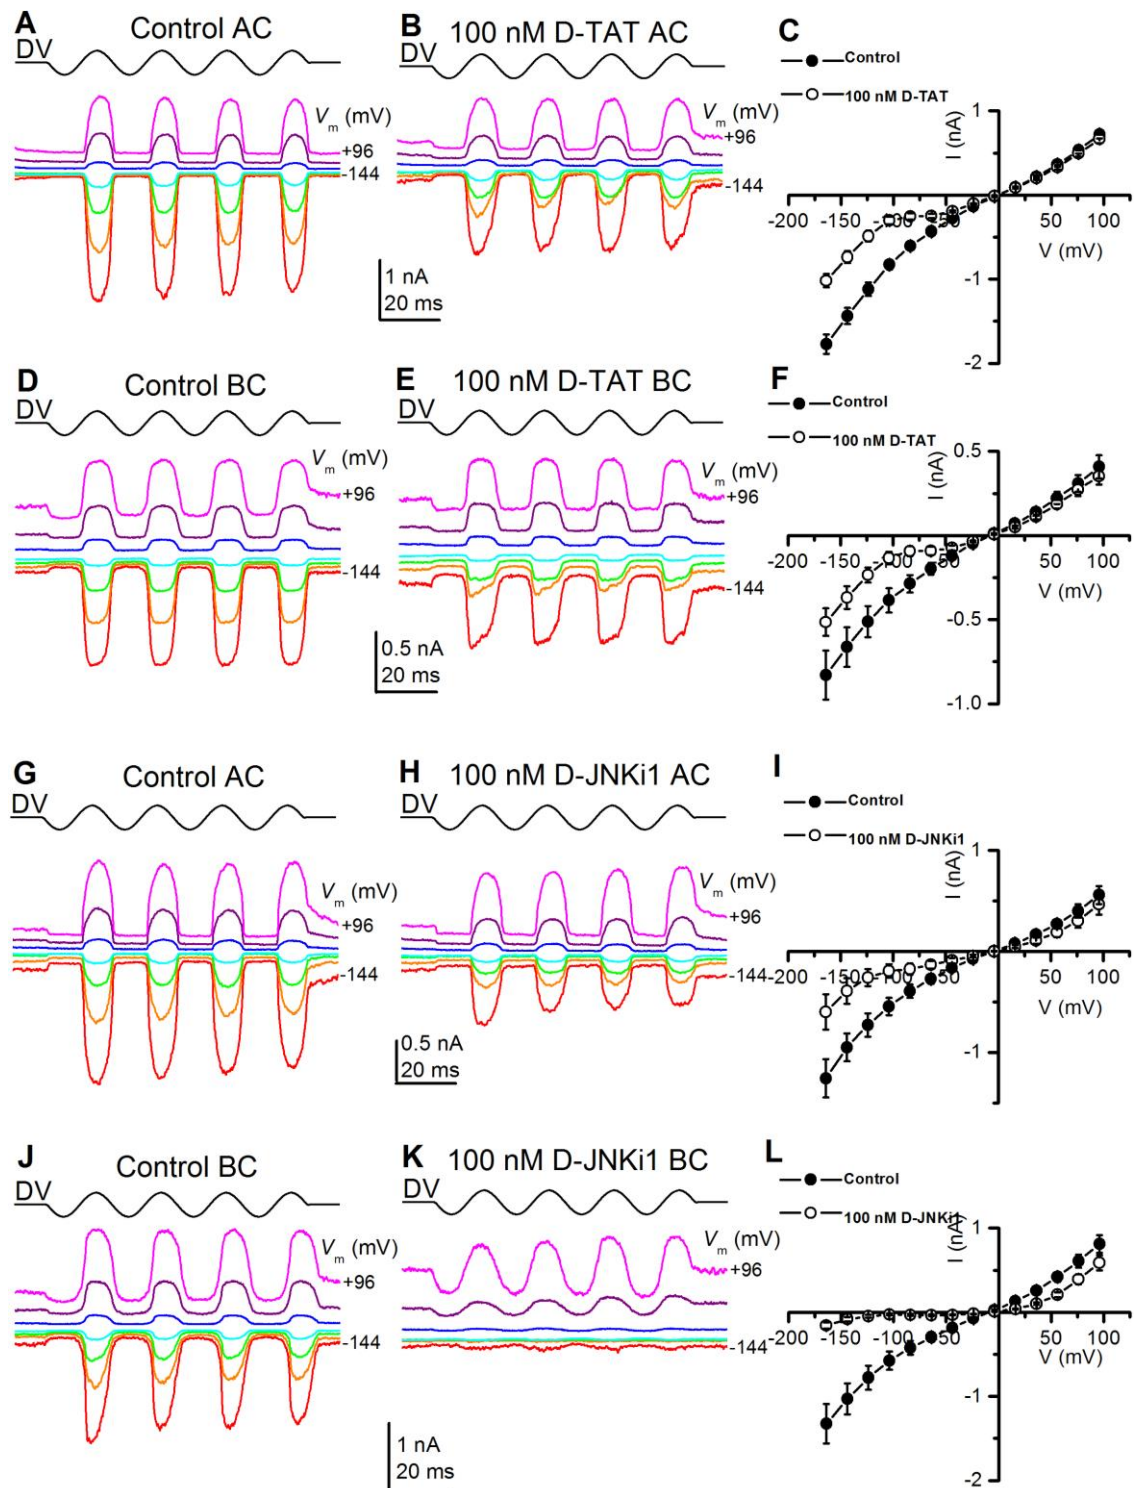 A
Control AC
DV
Vm (mV)
+96
-144
B
100 nM D-TAT AC
DV
Vm (mV)
+96
-144
1 nA
20 ms
C
Control
100 nM D-TAT
I (nA)
1
-200 -150 -100 -50 50 100
V (mV)
-1
-2
D
Control BC
DV
Vm (mV)
+96
-144
E
100 nM D-TAT BC
DV
Vm (mV)
+96
-144
0.5 nA
20 ms
F
Control
100 nM D-TAT
I (nA)
0.5
-200 -150 -100 -50 50 100
V (mV)
-0.5
-1.0
G
Control AC
DV
Vm (mV)
+96
-144
H
100 nM D-JNKi1 AC
DV
Vm (mV)
+96
-144
0.5 nA
20 ms
I
Control
100 nM D-JNKi1
I (nA)
1
-200 -150 -100 -50 50 100
V (mV)
-1
J
Control BC
DV
Vm (mV)
+96
-144
K
100 nM D-JNKi1 BC
DV
Vm (mV)
+96
-144
1 nA
20 ms
L
Control
100 nM D-JNKi1
I (nA)
1
-200 -150 -100 -50 50 100
V (mV)
-1
-2